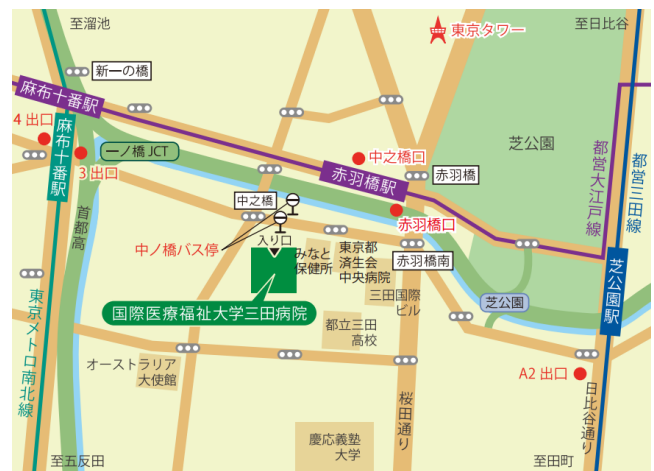 至溜池
東京タワー
至日比谷
新一の橋
麻布十番駅
4 出口
麻布十番駅
一ノ橋 JCT
3 出口
中之橋口
赤羽橋
赤羽橋駅
芝公園
都営大江戸線
都営三田線
首都高
中之橋
中ノ橋バス停
入り口
赤羽橋口
みなと
保健所
東京都
済生会
中央病院
赤羽橋南
芝公園
芝公園駅
国際医療福祉大学三田病院
三田国際
ビル
都立三田
高校
東京メトロ南北線
オーストラリア
大使館
A2 出口
桜田通り
日比谷通り
慶応義塾
大学
至五反田
至田町